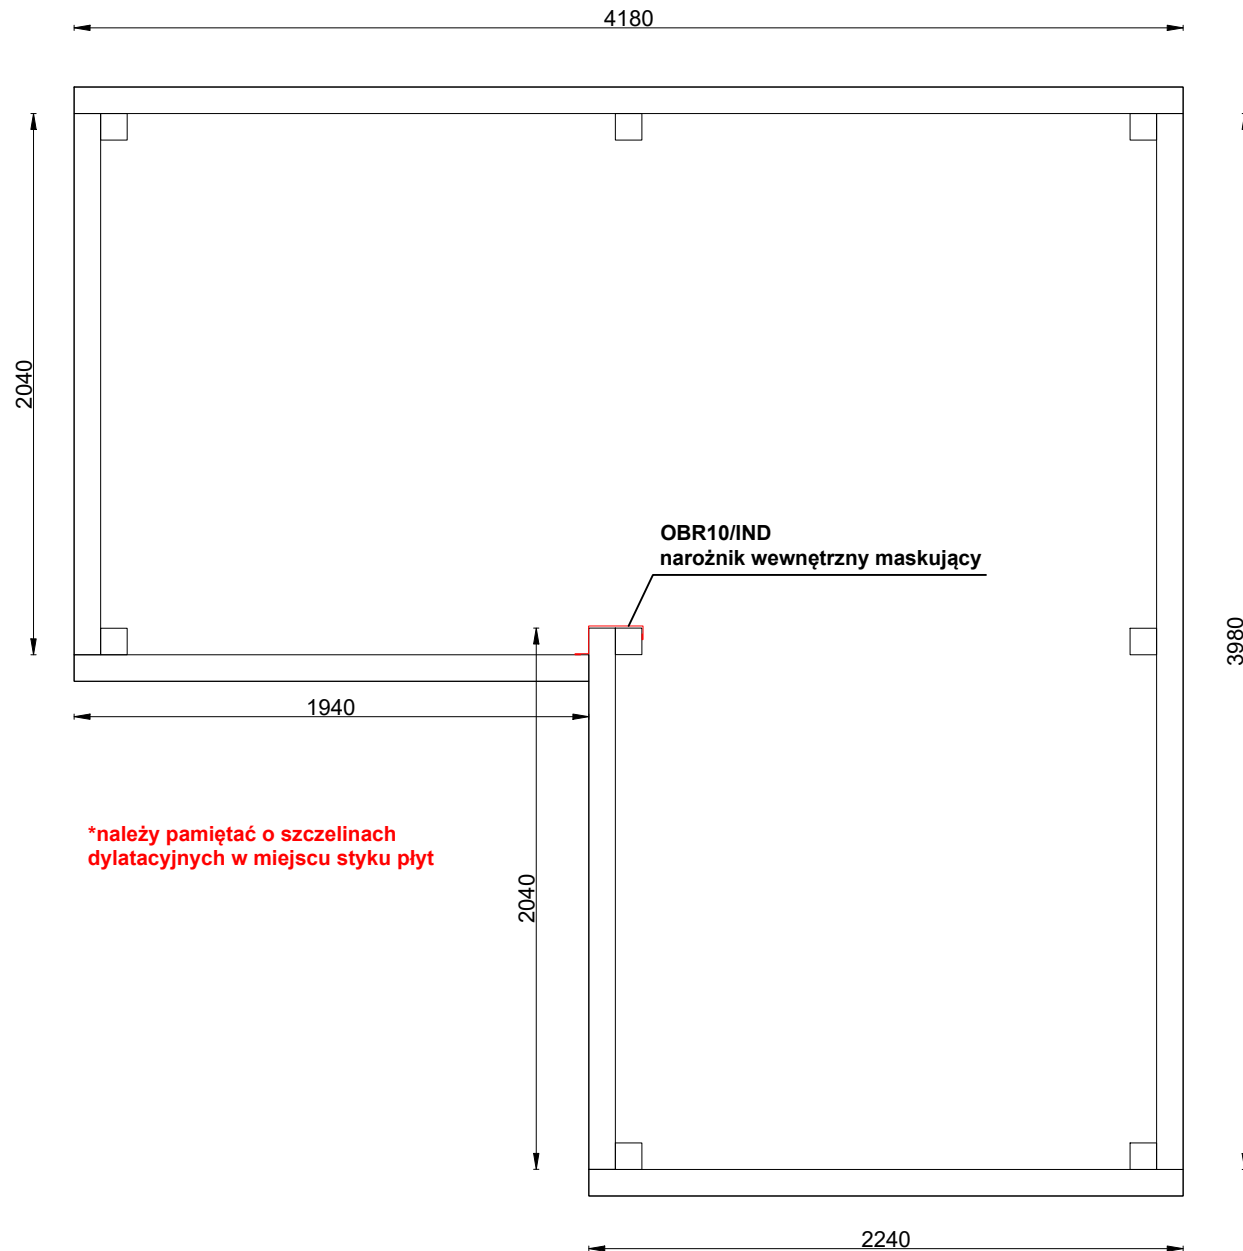 4180
2040
OBR10/IND
narożnik wewnętrzny maskujący
3980
1940
*należy pamiętać o szczelinach
dylatacyjnych w miejscu styku płyt
2040
2240